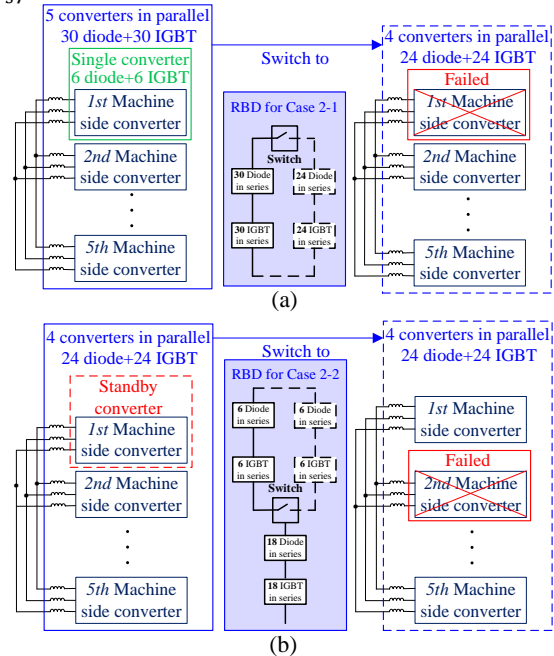 5 converters in parallel
30 diode+30 IGBT
Single converter
6 diode+6 IGBT
1st Machine
side converter
2nd Machine
side converter
5th Machine
side converter
Switch to
RBD for Case 2-1
Switch
30 Diode
in series
24 Diode
in series
30 IGBT
in series
24 IGBT
in series
4 converters in parallel
24 diode+24 IGBT
Failed
1st Machine
side converter
2nd Machine
side converter
5th Machine
side converter
(a)
4 converters in parallel
24 diode+24 IGBT
Standby
converter
1st Machine
side converter
2nd Machine
side converter
5th Machine
side converter
Switch to
RBD for Case 2-2
6 Diode
in series
6 Diode
in series
6 IGBT
in series
6 IGBT
in series
Switch
18 Diode
in series
18 IGBT
in series
4 converters in parallel
24 diode+24 IGBT
1st Machine
side converter
Failed
2nd Machine
side converter
5th Machine
side converter
(b)